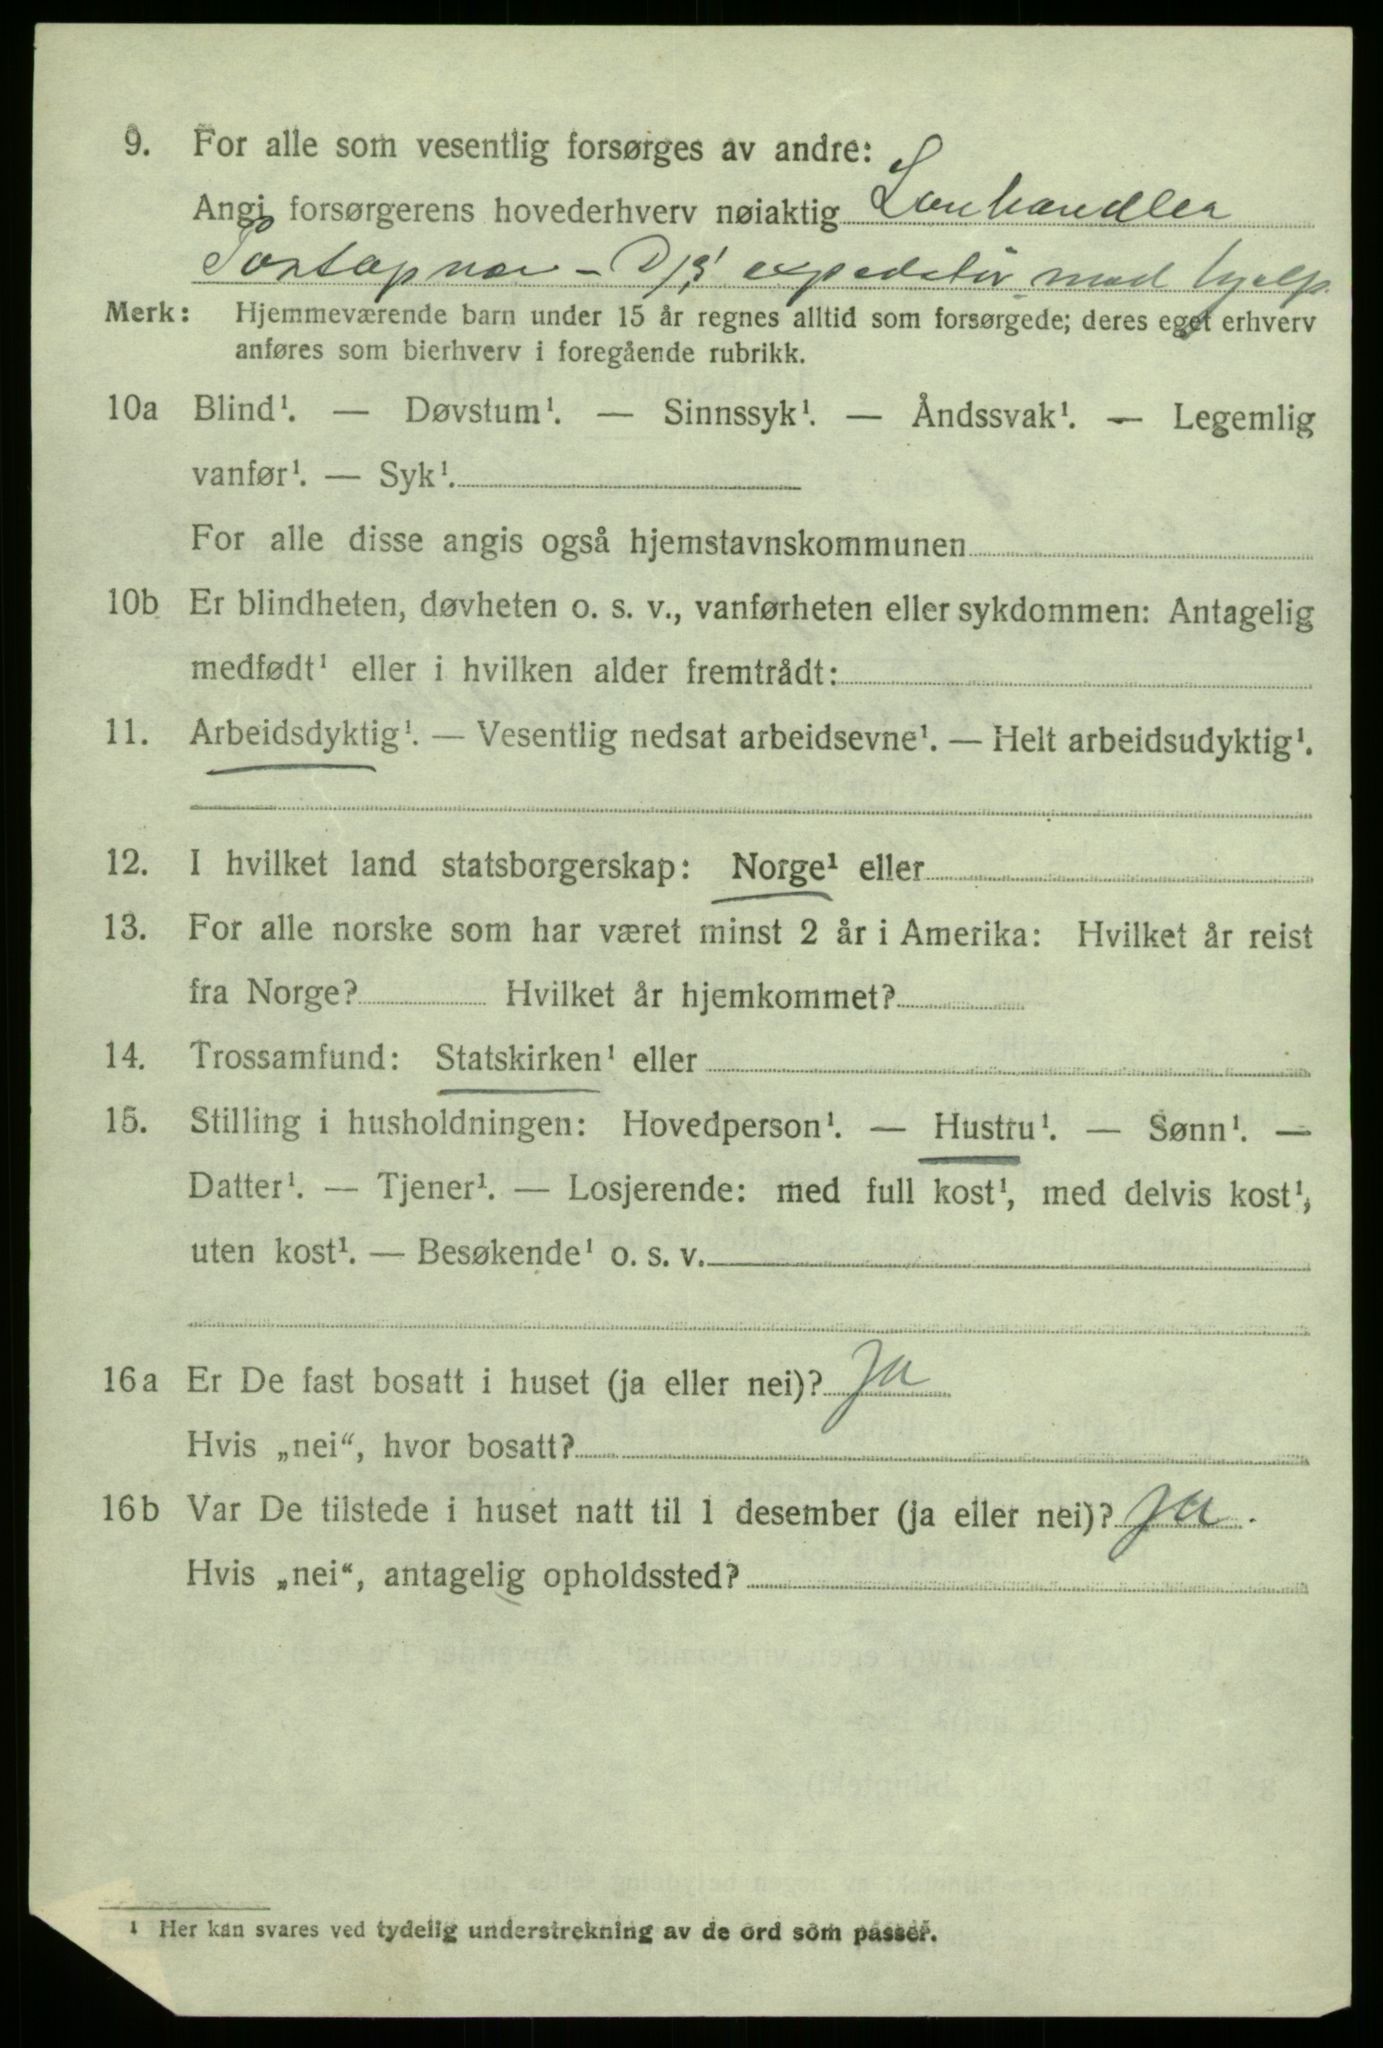 9. For alle som vesentlig forsørges av andre:
Angi forsørgerens hovederhverv nøiaktig Lanhandler
Postopner - D/S expeditør med hjelp.
Merk: Hjemmeværende barn under 15 år regnes alltid som forsørgede; deres eget erhverv
anføres som bierhverv i foregående rubrikk.
10a Blind¹. — Døvstum¹. — Sinnssyk¹. — Åndssvak¹. — Legemlig
vanfør¹. — Syk¹.
For alle disse angis også hjemstavnskommunen
10b Er blindheten, døvheten o. s. v., vanførheten eller sykdommen: Antagelig
medfødt¹ eller i hvilken alder fremtrådt:
11. Arbeidsdyktig¹. — Vesentlig nedsat arbeidsevne¹. — Helt arbeidsudyktig¹.
12. I hvilket land statsborgerskap: Norge¹ eller
13. For alle norske som har været minst 2 år i Amerika: Hvilket år reist
fra Norge? Hvilket år hjemkommet?
14. Trossamfund: Statskirken¹ eller
15. Stilling i husholdningen: Hovedperson¹. — Hustru¹. — Sønn¹. —
Datter¹. — Tjener¹. — Losjerende: med full kost¹, med delvis kost¹,
uten kost¹. — Besøkende¹ o. s. v.
16a Er De fast bosatt i huset (ja eller nei)? Ja
Hvis „nei“, hvor bosatt?
16b Var De tilstede i huset natt til 1 desember (ja eller nei)? Ja.
Hvis „nei“, antagelig opholdssted?
¹ Her kan svares ved tydelig understrekning av de ord som passer.